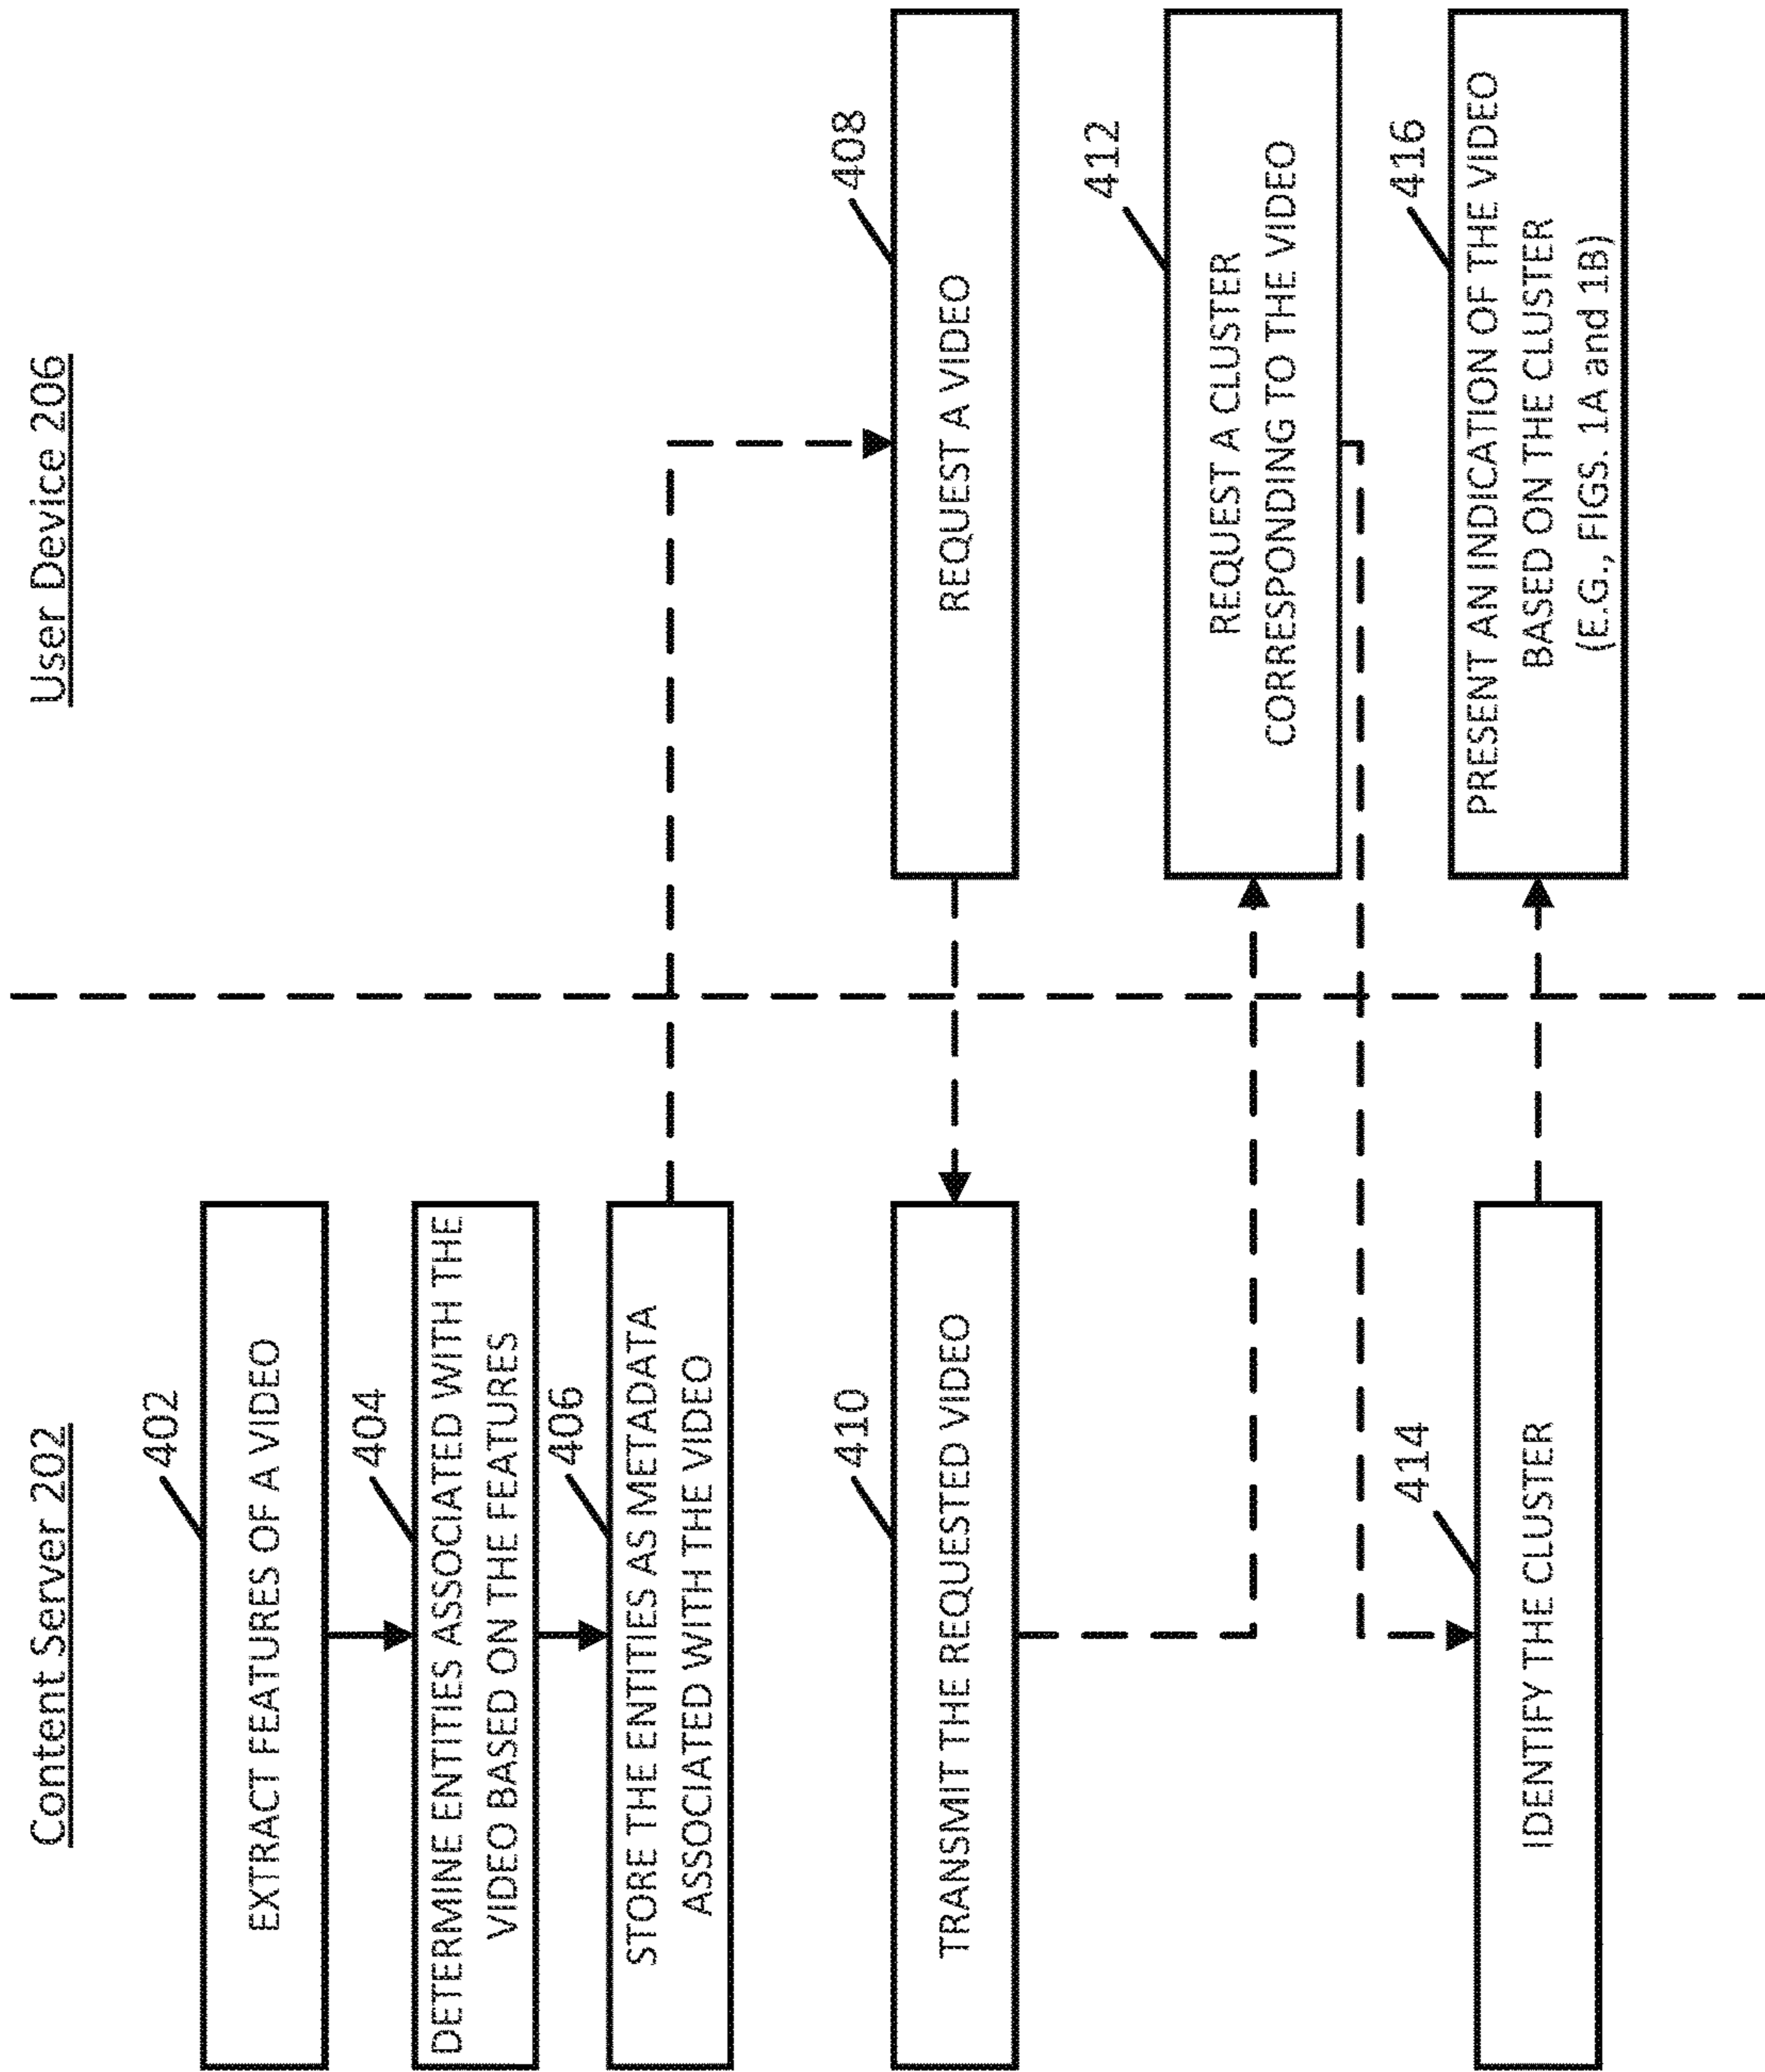 Content Server 202
User Device 206
402
EXTRACT FEATURES OF A VIDEO
404
DETERMINE ENTITIES ASSOCIATED WITH THE
VIDEO BASED ON THE FEATURES
406
STORE THE ENTITIES AS METADATA
ASSOCIATED WITH THE VIDEO
408
REQUEST A VIDEO
410
TRANSMIT THE REQUESTED VIDEO
412
REQUEST A CLUSTER
CORRESPONDING TO THE VIDEO
414
IDENTIFY THE CLUSTER
416
PRESENT AN INDICATION OF THE VIDEO
BASED ON THE CLUSTER
(E.G., FIGS. 1A and 1B)